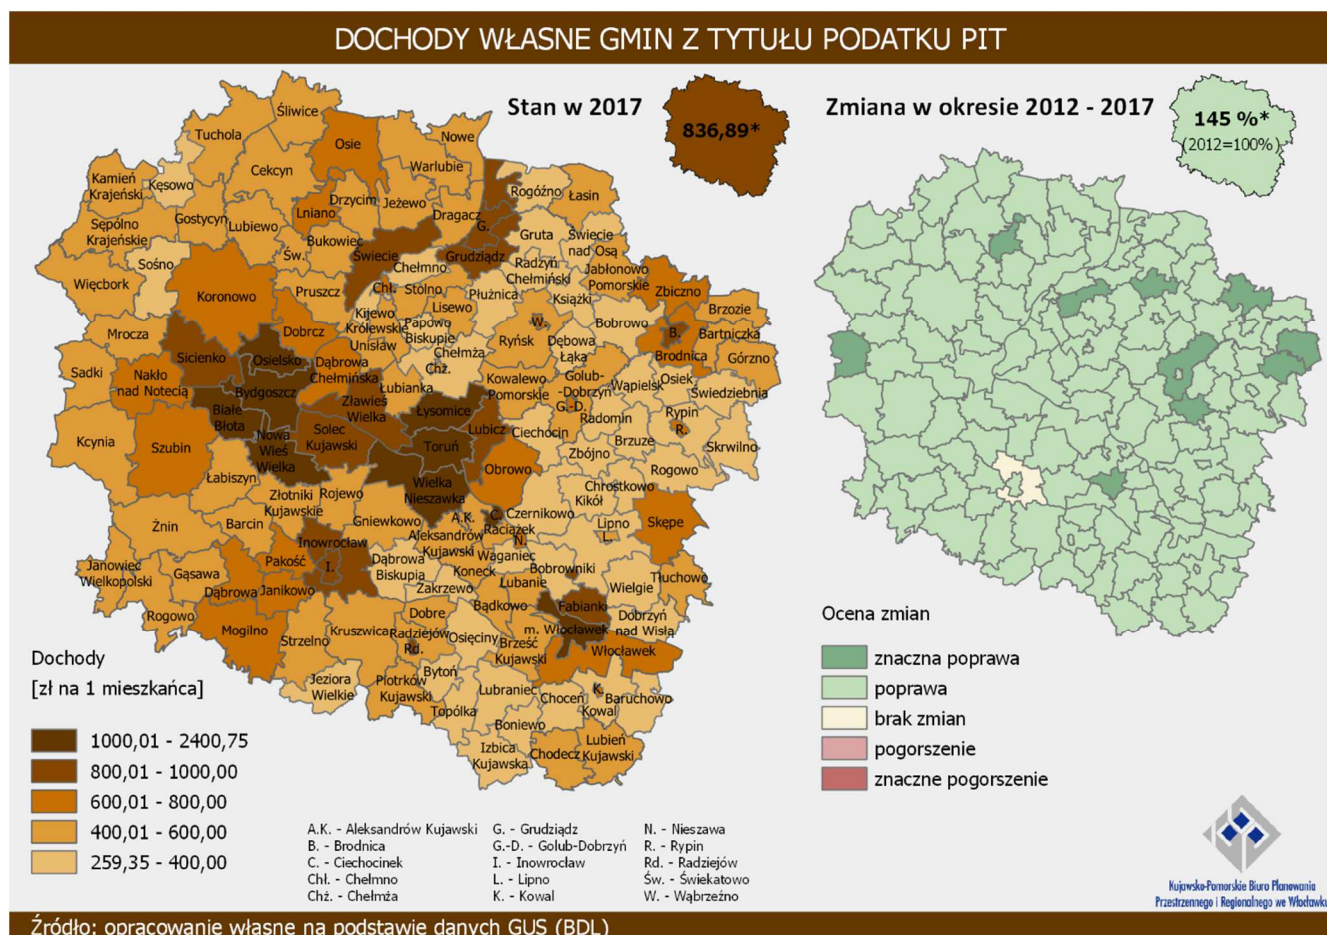 DOCHODY WŁASNE GMIN Z TYTUŁU PODATKU PIT
Stan w 2017
836,89*
Zmiana w okresie 2012 - 2017
145 %*
(2012=100%)
Śliwice
Tuchola
Osie
Nowe
Cekcyn
Warlubie
Kamień
Krajeński
Kęsowo
Rogóźno
Łasin
Drzycim
Jeżewo
Lniano
Dragacz
Gostycyn
Lubiewo
Sępólno
Krajeńskie
G.
Gruta
Świecie
nad Osą
Bukowiec
Św.
Świecie
Grudziądz
Sośno
Chełmno
Radzyń
Chełmiński
Jabłonowo
Pomorskie
Więcbork
Koronowo
Pruszcz
Chł.
Stolno
Płużnica
Książki
Zbiczno
Lisewo
Brzozie
Kijewo
Królewskie
Papowo
Biskupie
W.
Bobrowo
B.
Bartniczka
Mrocza
Dobrcz
Unisław
Ryńsk
Dębowa
Łąka
Brodnica
Górzno
Sicienko
Osielsko
Chełmża
Chż.
Sadki
Nakło
nad Notecią
Dąbrowa
Chełmińska
Bydgoszcz
Łubianka
Kowalewo
Pomorskie
Golub-
Dobrzyń
G.-D.
Wąpielsk
Osiek
Świedziebnia
Zławieś
Wielka
Białe
Błota
Łysomice
Lubicz
Ciechocin
Radomin
Rypin
R.
Solec
Kujawski
Kcynia
Szubin
Nowa
Wieś
Wielka
Toruń
Brzuze
Skrwilno
Zbójno
Obrowo
Rogowo
Łabiszyn
Wielka
Nieszawka
Chrostkowo
Kikół
Złotniki
Kujawskie
Rojewo
Żnin
Barcin
Gniewkowo
A.K.
C.
Raciążek
Czernikowo
Lipno
L.
Skępe
Aleksandrów
Kujawski
N.
Inowrocław
I.
Pakość
Dąbrowa
Biskupia
Waganiec
Koneck
Bobrowniki
Janowiec
Wielkopolski
Gąsawa
Dąbrowa
Janikowo
Zakrzewo
Lubanie
Wielgie
Tłuchowo
Rogowo
Bądkowo
Fabianki
Mogilno
Strzelno
Kruszwica
Dobre
Radziejów
Rd.
Osięciny
m. Włocławek
Dobrzyń
nad Wisłą
Brześć
Kujawski
Włocławek
Jeziora
Wielkie
Piotrków
Kujawski
Bytoń
Lubraniec
Choceń
K.
Kowal
Baruchowo
Topólka
Boniewo
Izbica
Kujawska
Chodecz
Lubień
Kujawski
Dochody
[zł na 1 mieszkańca]
1000,01 - 2400,75
800,01 - 1000,00
600,01 - 800,00
400,01 - 600,00
259,35 - 400,00
A.K. - Aleksandrów Kujawski
B. - Brodnica
C. - Ciechocinek
Chł. - Chełmno
Chż. - Chełmża
G. - Grudziądz
G.-D. - Golub-Dobrzyń
I. - Inowrocław
L. - Lipno
K. - Kowal
N. - Nieszawa
R. - Rypin
Rd. - Radziejów
Św. - Świekatowo
W. - Wąbrzeźno
Ocena zmian
znaczna poprawa
poprawa
brak zmian
pogorszenie
znaczne pogorszenie
Kujawsko-Pomorskie Biuro Planowania
Przestrzennego i Regionalnego we Włocławku
Źródło: opracowanie własne na podstawie danych GUS (BDL)